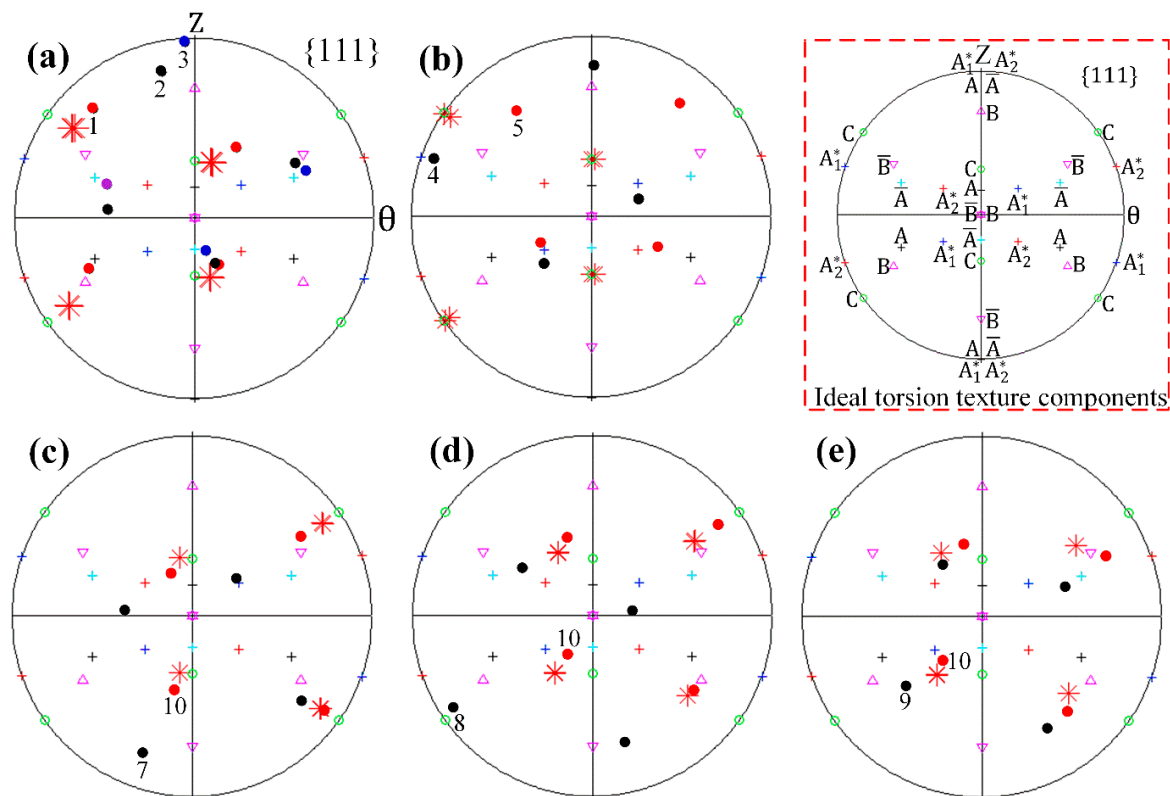 (a)
Z
3
{111}
2
1
θ
(b)
5
4
A₁* Z A₂*
{111}
A A̅
B
C C
A₁* B̅ B̅ A₂*
C
A̅ A A̅
A₂* A₁*
B̅ B θ
A A̅ A
A₁* A₂*
A₂* B C B A₁*
C C
B̅
A A̅
A₁* A₂*
Ideal torsion texture components
(c)
10
7
(d)
10
8
(e)
10
9